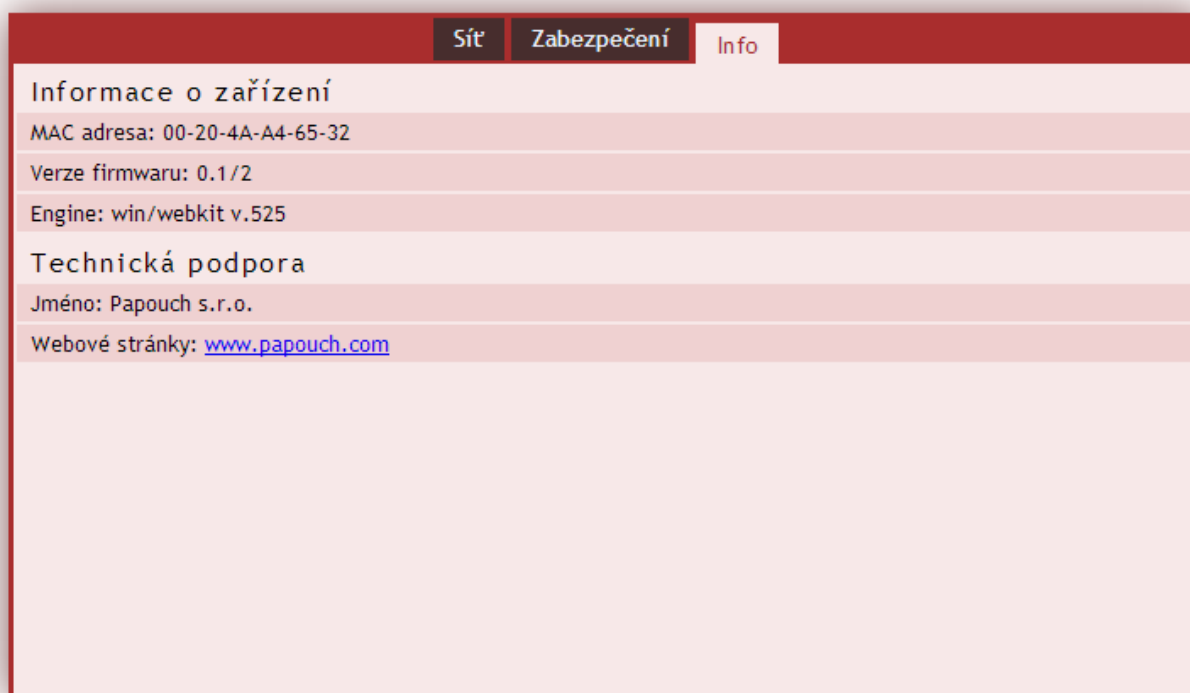 Síť Zabezpečení Info
Informace o zařízení
MAC adresa: 00-20-4A-A4-65-32
Verze firmwaru: 0.1/2
Engine: win/webkit v.525
Technická podpora
Jméno: Papouch s.r.o.
Webové stránky: www.papouch.com